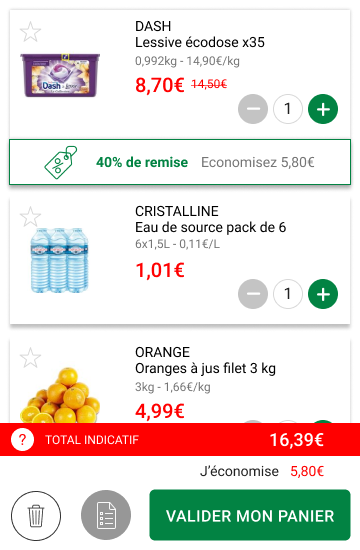 DASH
Lessive écodose x35
0,992kg - 14,90€/kg
8,70€ 14,50€
Dash
1
40% de remise Economisez 5,80€
CRISTALLINE
Eau de source pack de 6
6x1,5L - 0,11€/L
1,01€
1
ORANGE
Oranges à jus filet 3 kg
3kg - 1,66€/kg
4,99€
? TOTAL INDICATIF 16,39€
J’économise 5,80€
VALIDER MON PANIER